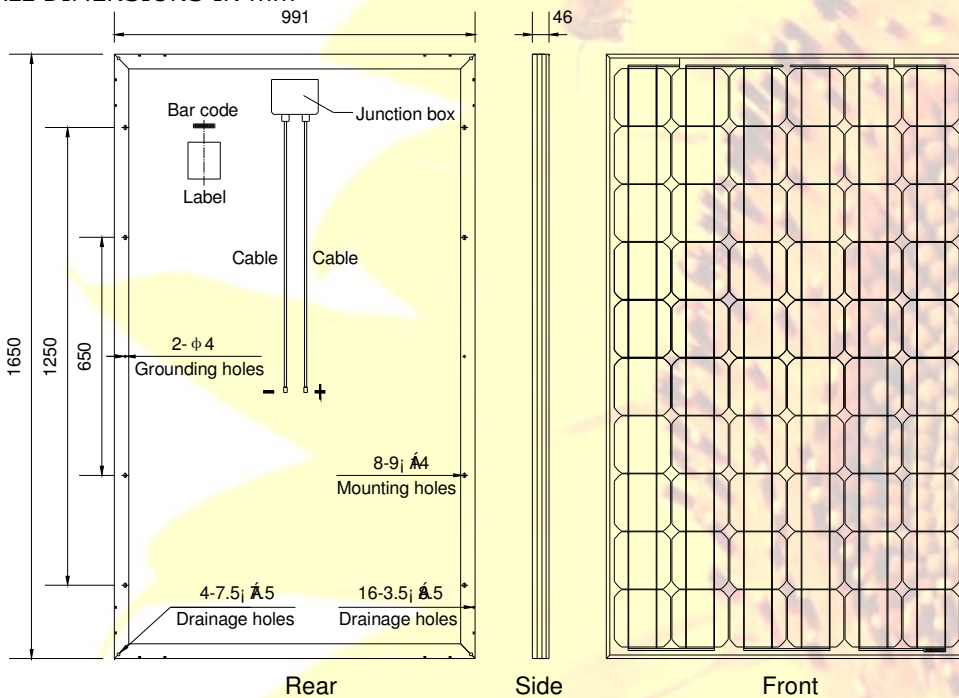 991
46
Bar code
Junction box
Label
Cable
Cable
1650
1250
650
2- ϕ 4
Grounding holes
− +
Mounting holes
Drainage holes
Drainage holes
Rear
Side
Front